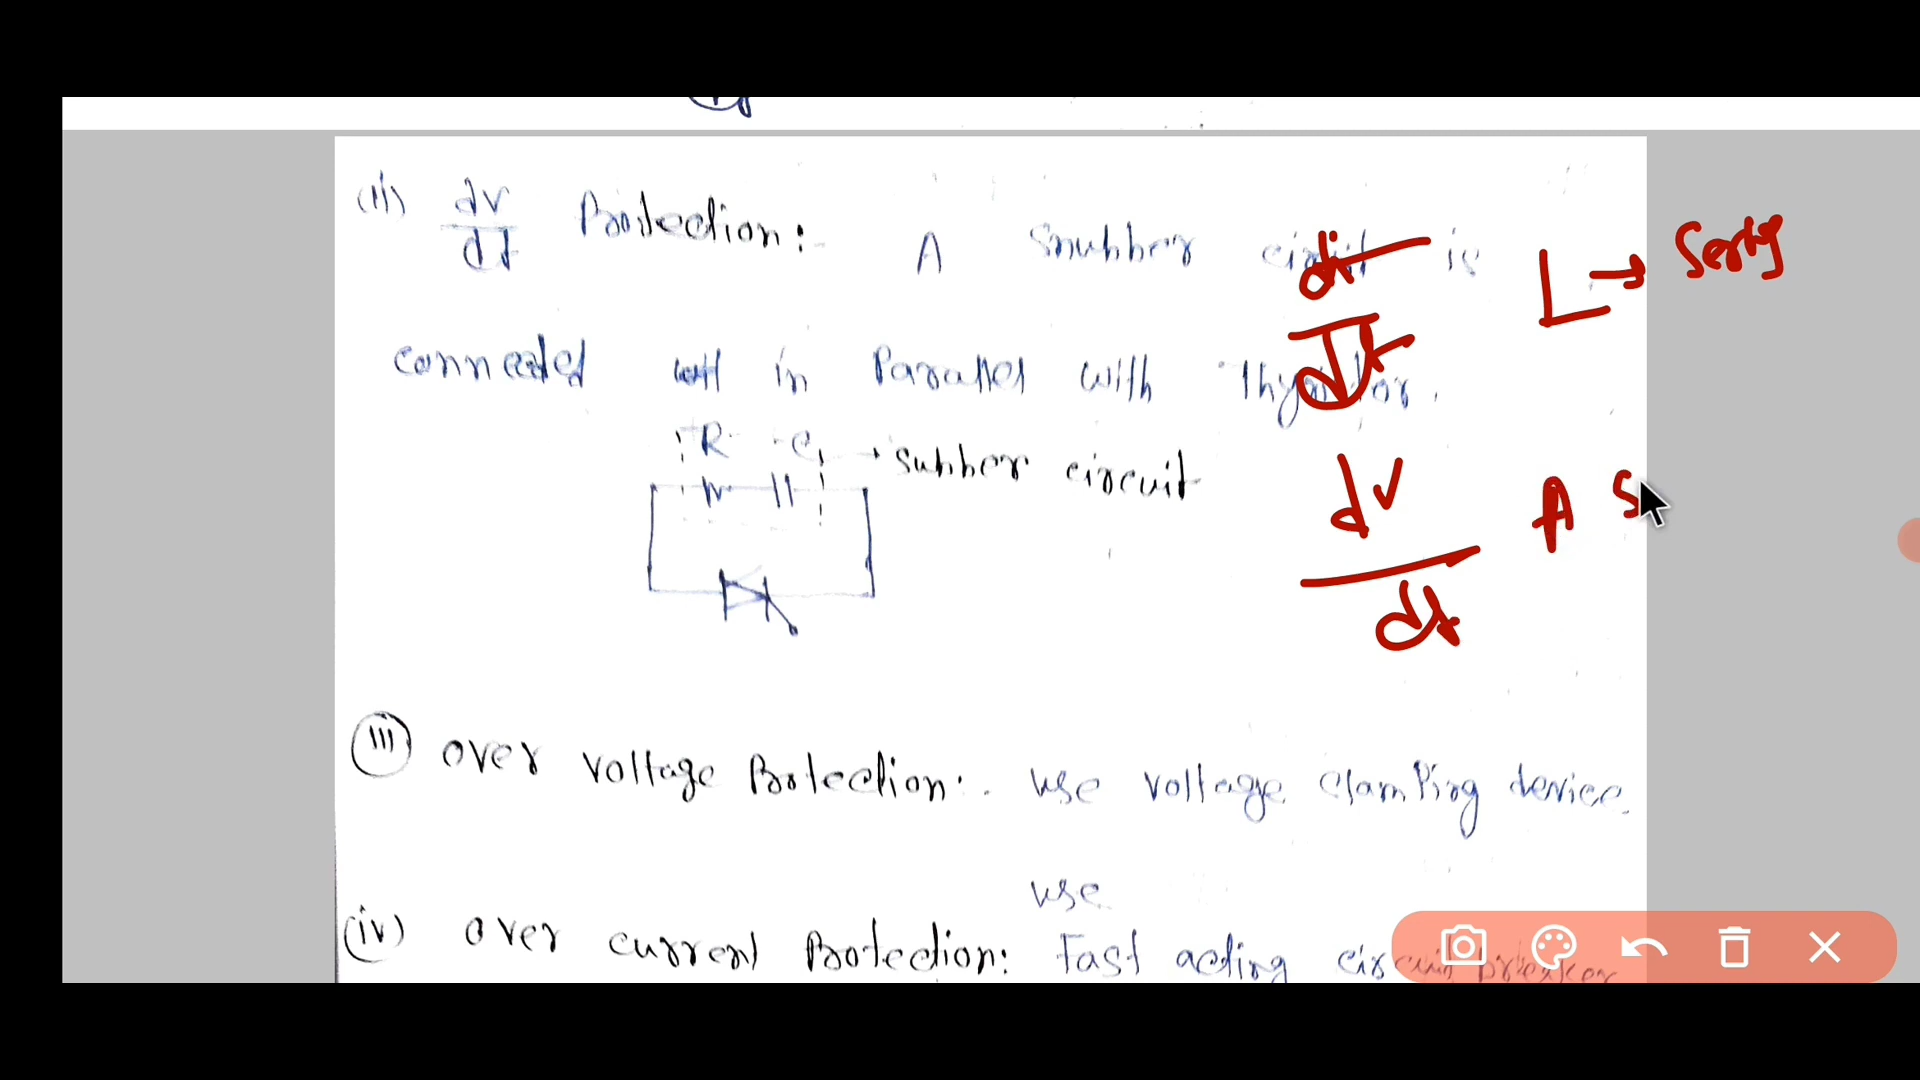 (ii) dv/dt Protection :- A Snubber circuit is
connected in Parallel with Thyristor.
R C → Subber circuit
(iii) over voltage Protection :- use voltage clamping device.
use
(iv) over current Protection : Fast acting circuit breaker
di/dt L → Series
dv/dt A S